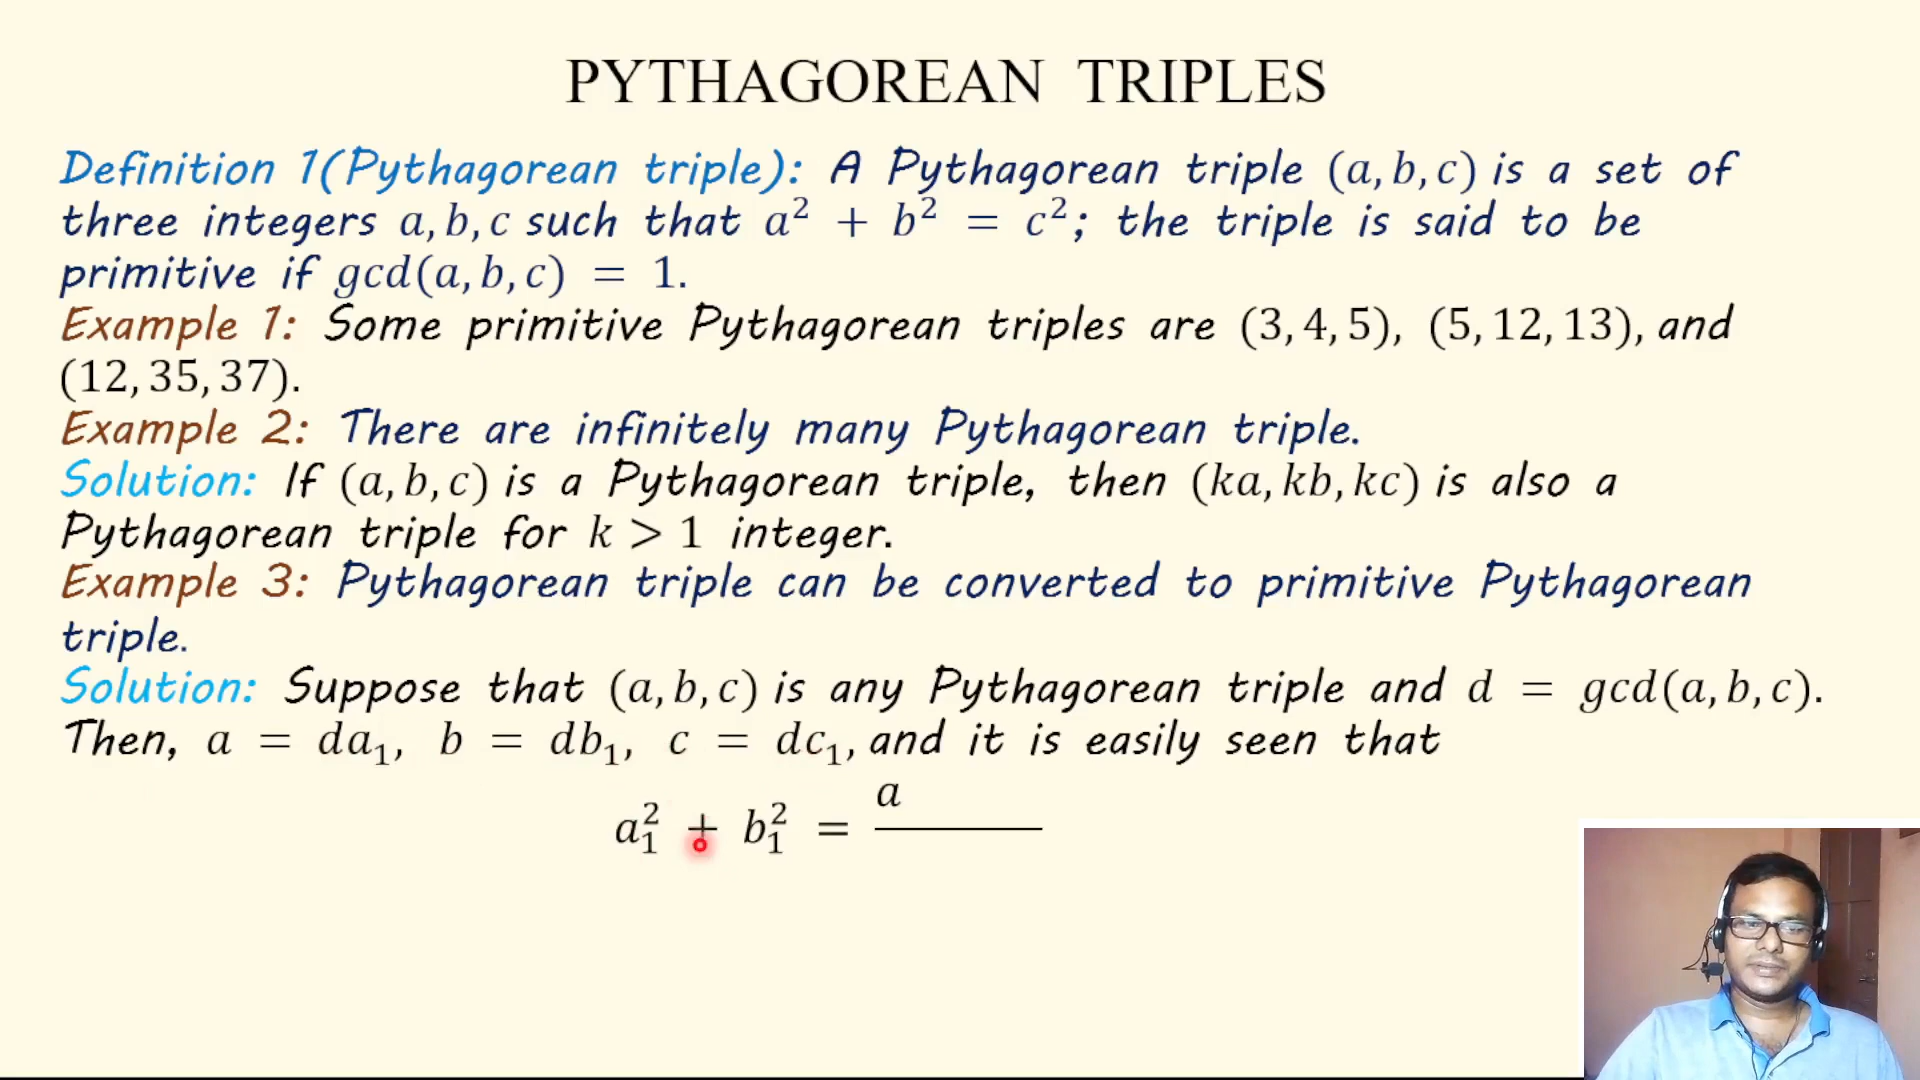 PYTHAGOREAN TRIPLES
Definition 1(Pythagorean triple): A Pythagorean triple (a, b, c) is a set of
three integers a, b, c such that a² + b² = c²; the triple is said to be
primitive if gcd(a, b, c) = 1.
Example 1: Some primitive Pythagorean triples are (3, 4, 5), (5, 12, 13), and
(12, 35, 37).
Example 2: There are infinitely many Pythagorean triple.
Solution: If (a, b, c) is a Pythagorean triple, then (ka, kb, kc) is also a
Pythagorean triple for k > 1 integer.
Example 3: Pythagorean triple can be converted to primitive Pythagorean
triple.
Solution: Suppose that (a, b, c) is any Pythagorean triple and d = gcd(a, b, c).
Then, a = da₁, b = db₁, c = dc₁, and it is easily seen that
a₁² + b₁² = a